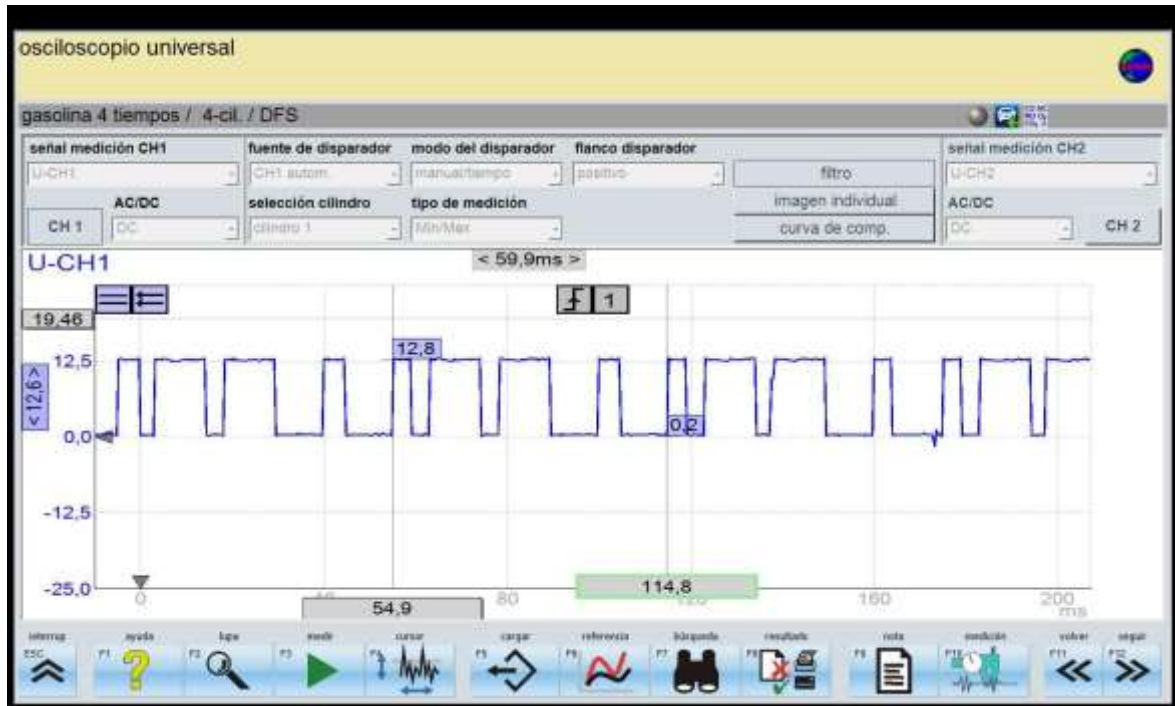 osciloscopio universal
gasolina 4 tiempos / 4-cil. / DFS
señal medición CH1
fuente de disparador
modo del disparador
flanco disparador
señal medición CH2
U-CH1
CH1 autom.
manual/tiempo
positivo
filtro
U-CH2
imagen individual
AC/DC
selección cilindro
tipo de medición
AC/DC
CH 1
DC
cilindro 1
Min/Max
curva de comp.
DC
CH 2
U-CH1
< 59,9ms >
1
19,46
12,8
12,5
< 12,6 >
0,2
0,0
-12,5
-25,0
114,8
0
80
160
200
ms
54,9
interrup
ayuda
lupa
medir
cursor
cargar
referencia
búsqueda
resultado
nota
medición
volver
seguir
ESC
F1
F2
F3
F5
F6
F7
F8
F9
F10
F11
F12